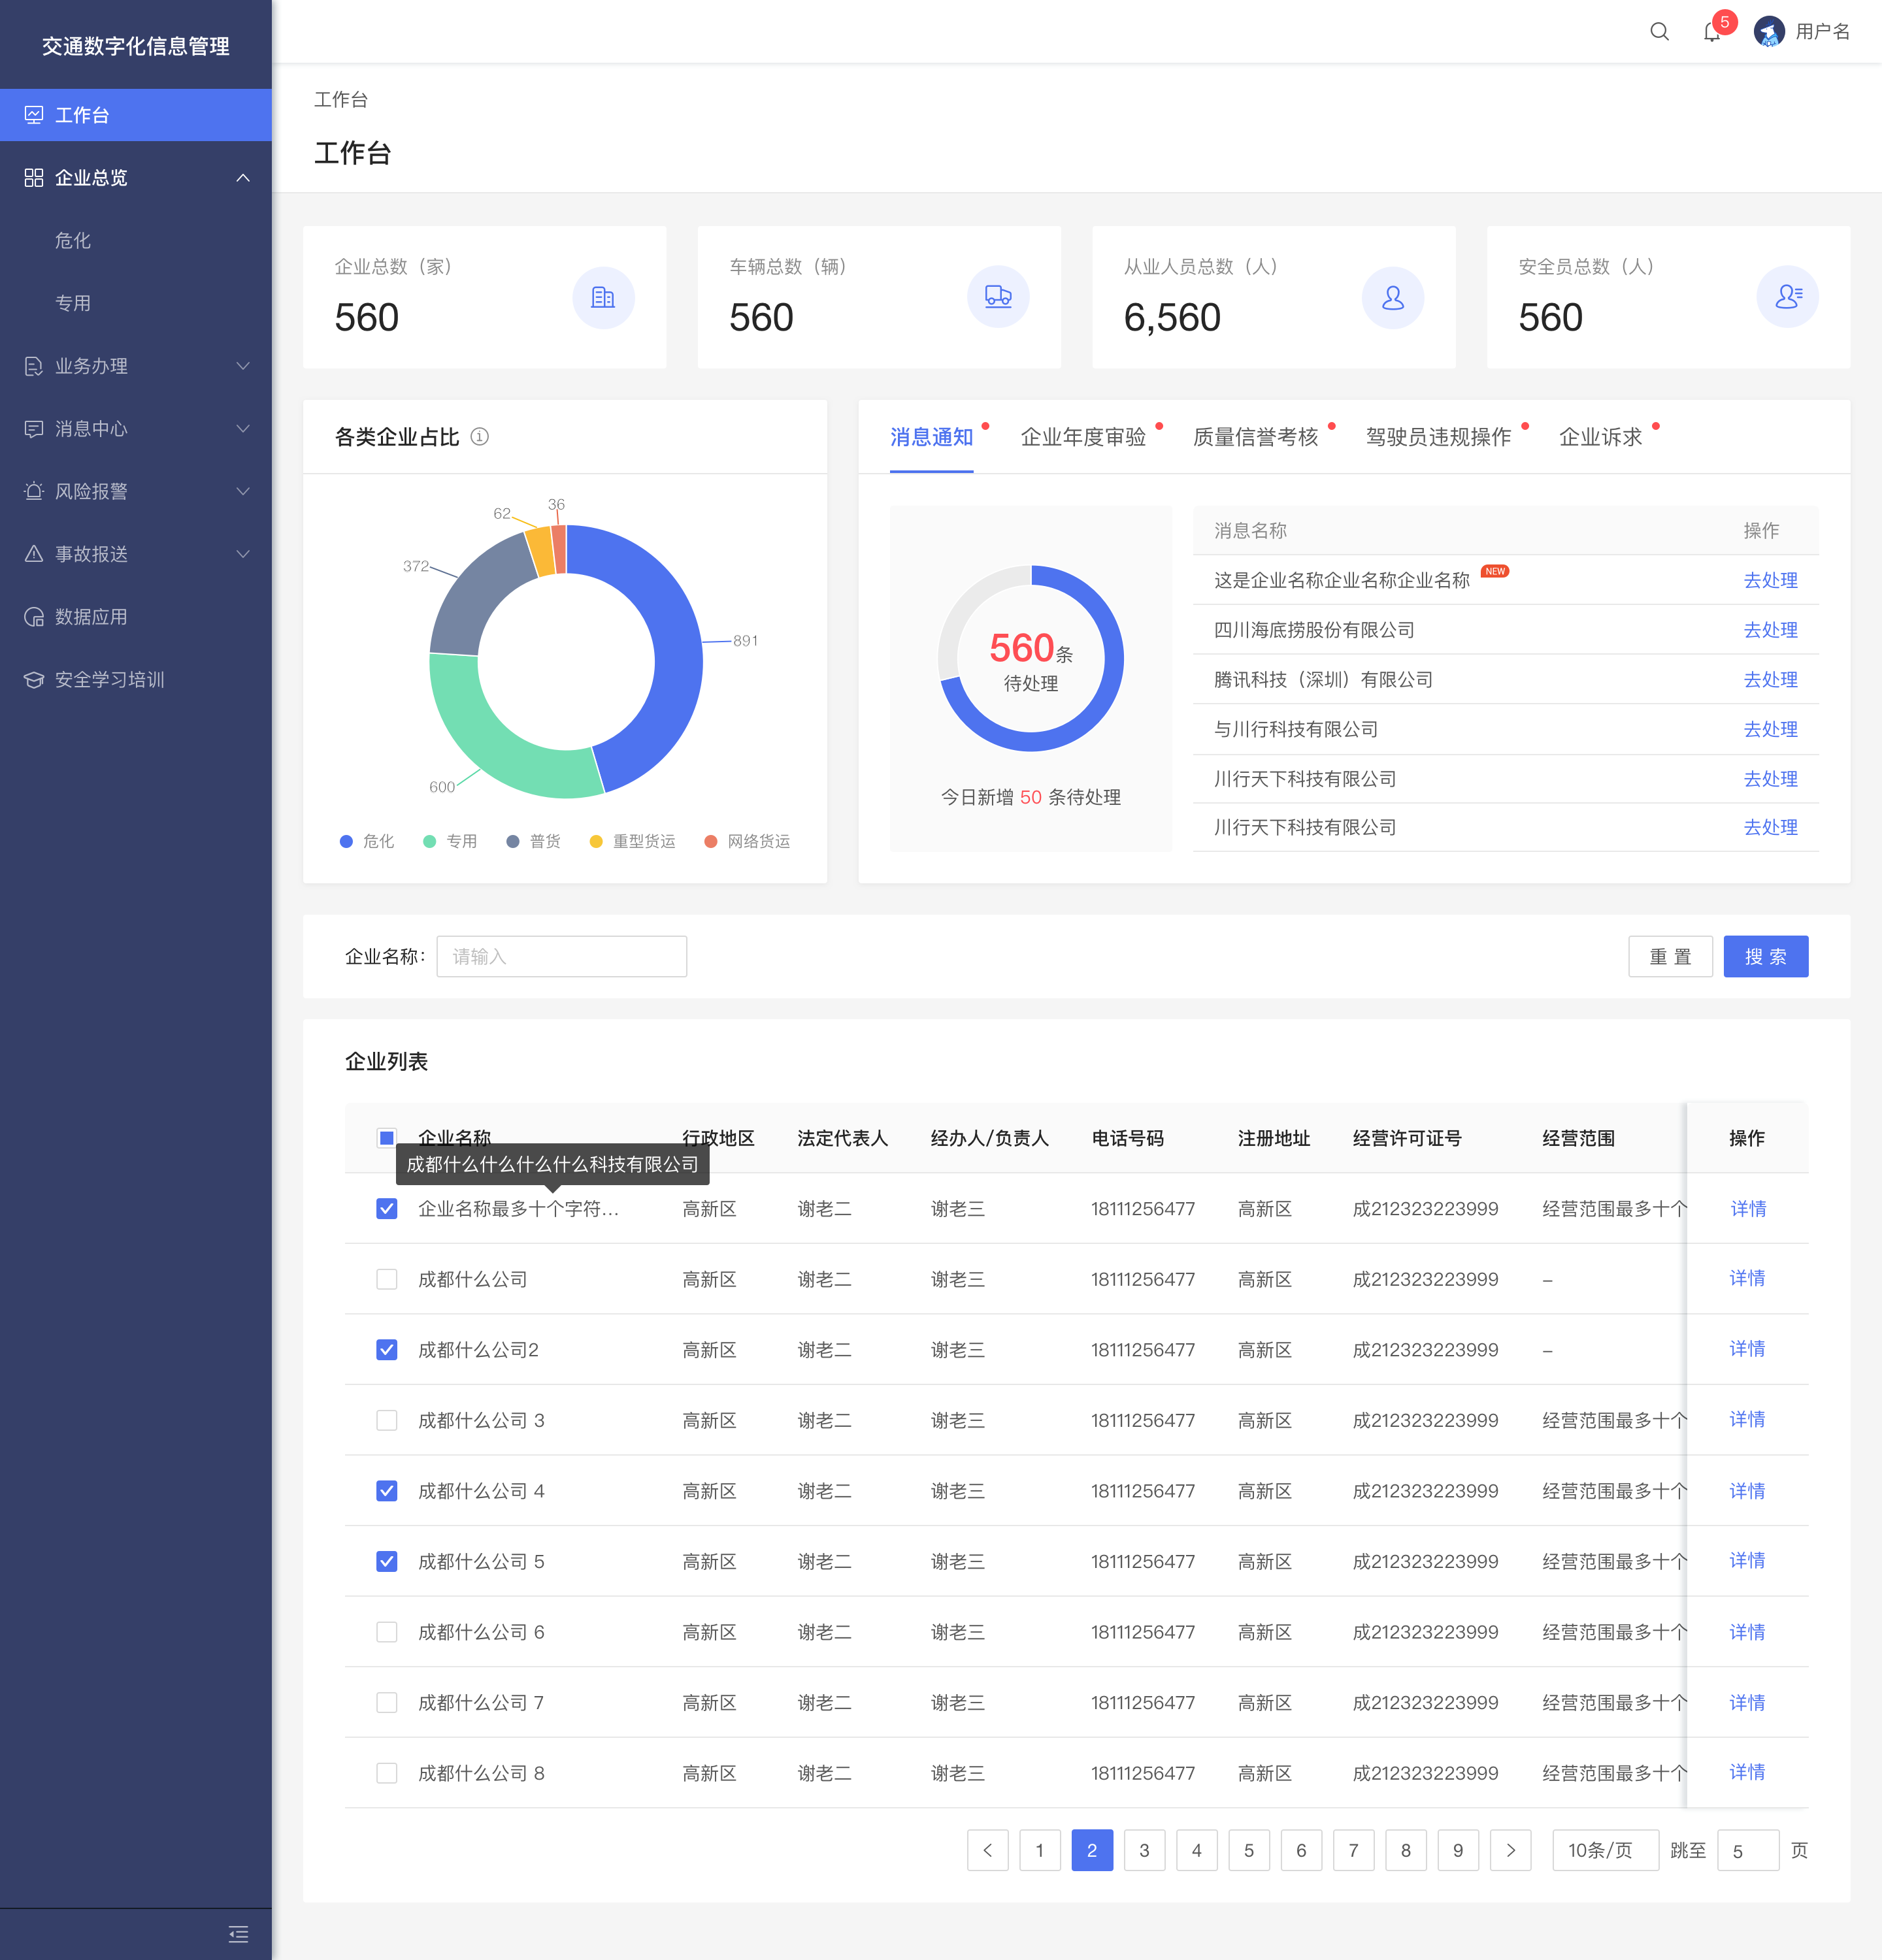 交通数字化信息管理
工作台
企业总览
危化
专用
业务办理
消息中心
风险报警
事故报送
数据应用
安全学习培训
5
用户名
工作台
工作台
企业总数（家）
560
车辆总数（辆）
560
从业人员总数（人）
6,560
安全员总数（人）
560
各类企业占比
36
62
372
891
600
危化 专用 普货 重型货运 网络货运
消息通知 企业年度审验 质量信誉考核 驾驶员违规操作 企业诉求
560条
待处理
今日新增 50 条待处理
消息名称 操作
这是企业名称企业名称企业名称 NEW 去处理
四川海底捞股份有限公司 去处理
腾讯科技（深圳）有限公司 去处理
与川行科技有限公司 去处理
川行天下科技有限公司 去处理
川行天下科技有限公司 去处理
企业名称： 请输入 重 置 搜 索
企业列表
企业名称 行政地区 法定代表人 经办人/负责人 电话号码 注册地址 经营许可证号 经营范围 操作
成都什么什么什么什么科技有限公司
企业名称最多十个字符... 高新区 谢老二 谢老三 18111256477 高新区 成212323223999 经营范围最多十个 详情
成都什么公司 高新区 谢老二 谢老三 18111256477 高新区 成212323223999 – 详情
成都什么公司2 高新区 谢老二 谢老三 18111256477 高新区 成212323223999 – 详情
成都什么公司 3 高新区 谢老二 谢老三 18111256477 高新区 成212323223999 经营范围最多十个 详情
成都什么公司 4 高新区 谢老二 谢老三 18111256477 高新区 成212323223999 经营范围最多十个 详情
成都什么公司 5 高新区 谢老二 谢老三 18111256477 高新区 成212323223999 经营范围最多十个 详情
成都什么公司 6 高新区 谢老二 谢老三 18111256477 高新区 成212323223999 经营范围最多十个 详情
成都什么公司 7 高新区 谢老二 谢老三 18111256477 高新区 成212323223999 经营范围最多十个 详情
成都什么公司 8 高新区 谢老二 谢老三 18111256477 高新区 成212323223999 经营范围最多十个 详情
1 2 3 4 5 6 7 8 9 10条/页 跳至 5 页